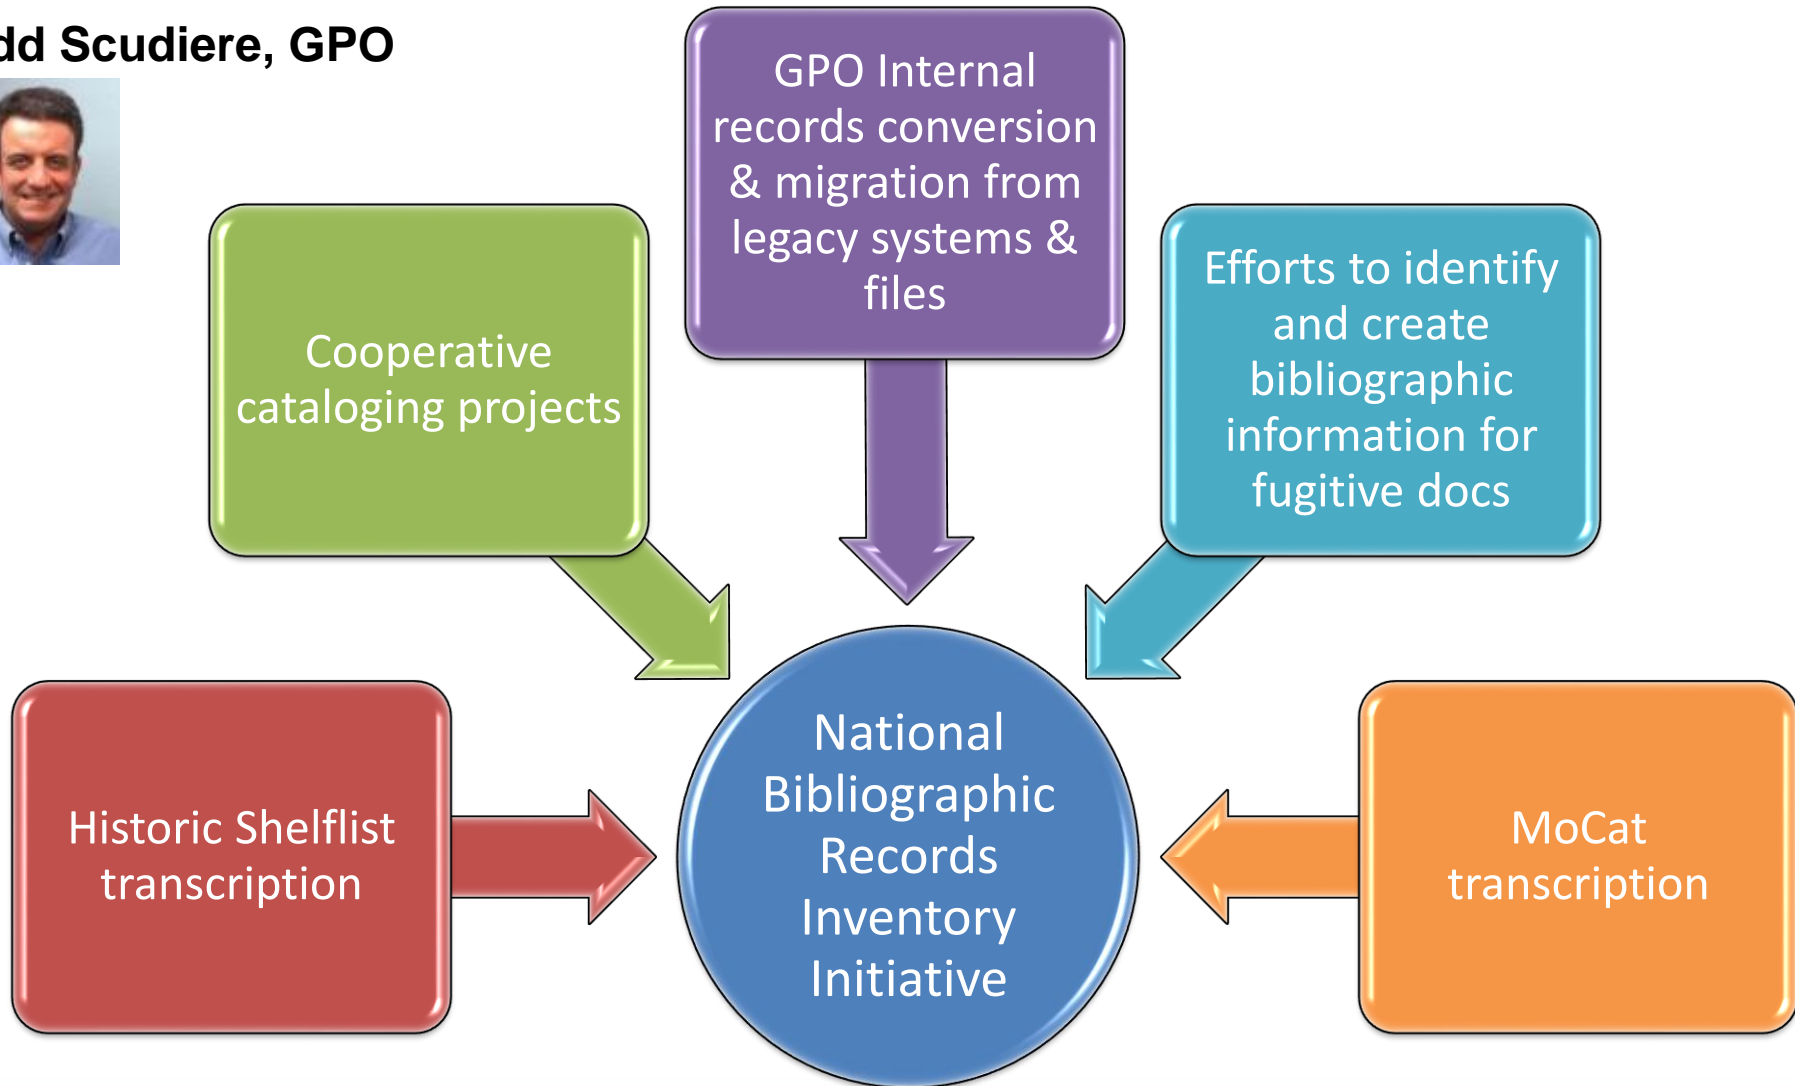 Scudiere, GPO
GPO Internal
records conversion
& migration from
legacy systems &
files
Cooperative
cataloging projects
Efforts to identify
and create
bibliographic
information for
fugitive docs
Historic Shelflist
transcription
National
Bibliographic
Records
Inventory
Initiative
MoCat
transcription